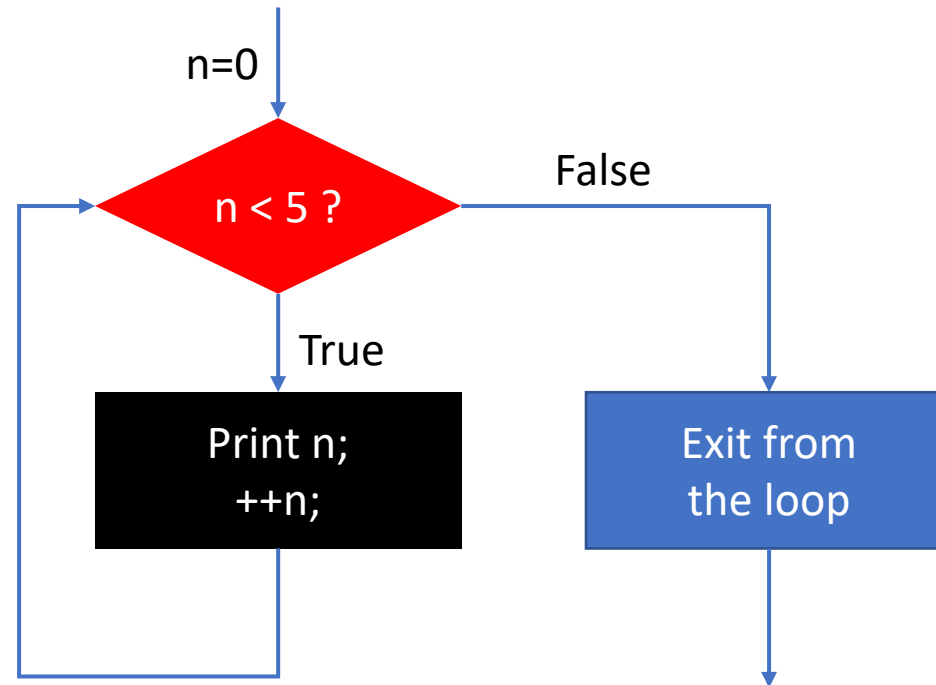 n=0
n < 5 ?
False
True
Print n;
++n;
Exit from
the loop